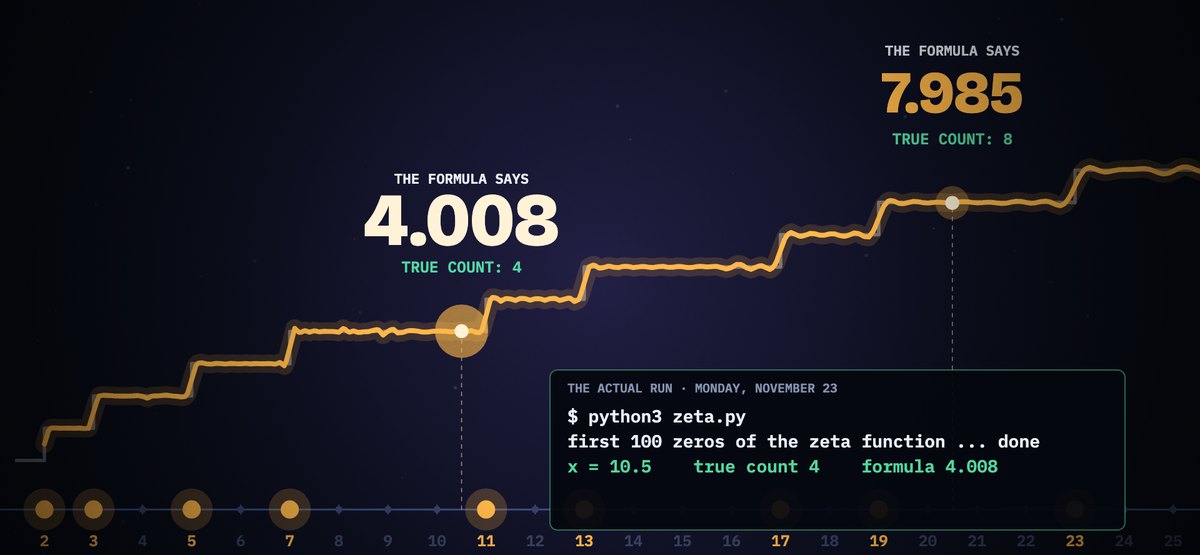 THE FORMULA SAYS
7.985
TRUE COUNT: 8
THE FORMULA SAYS
4.008
TRUE COUNT: 4
THE ACTUAL RUN · MONDAY, NOVEMBER 23
$ python3 zeta.py
first 100 zeros of the zeta function ... done
x = 10.5 true count 4 formula 4.008
2 3 4 5 6 7 8 9 10 11 12 13 14 15 16 17 18 19 20 21 22 23 24 25